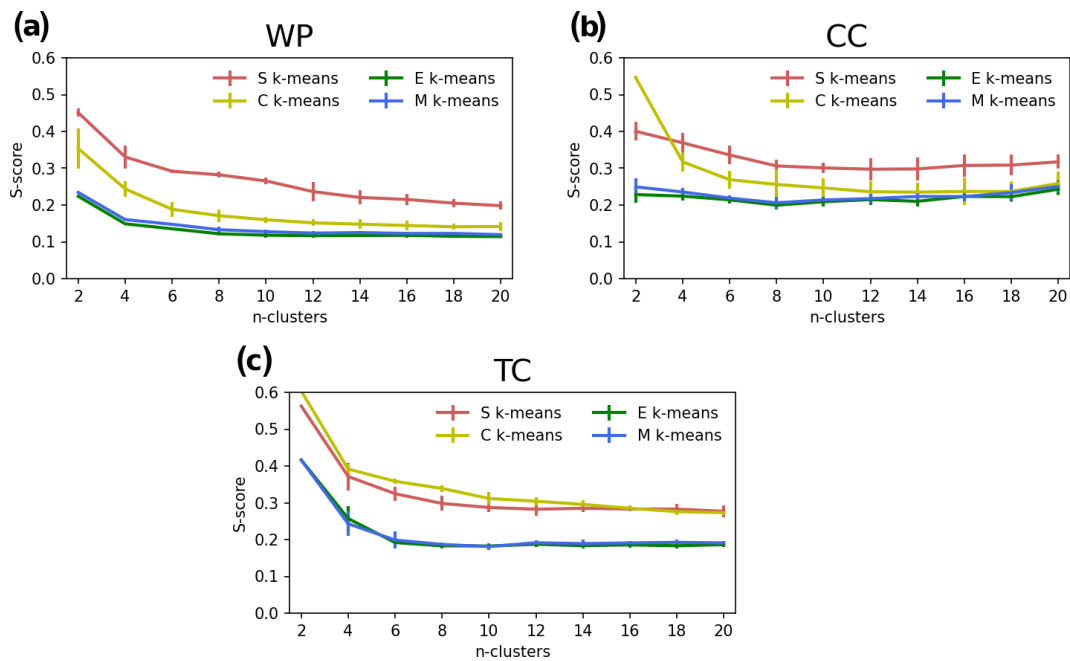 (a)
WP
S-score
0.6
0.5
0.4
0.3
0.2
0.1
0.0
S k-means
C k-means
E k-means
M k-means
2 4 6 8 10 12 14 16 18 20
n-clusters
(b)
CC
S-score
0.6
0.5
0.4
0.3
0.2
0.1
0.0
S k-means
C k-means
E k-means
M k-means
2 4 6 8 10 12 14 16 18 20
n-clusters
(c)
TC
S-score
0.6
0.5
0.4
0.3
0.2
0.1
0.0
S k-means
C k-means
E k-means
M k-means
2 4 6 8 10 12 14 16 18 20
n-clusters